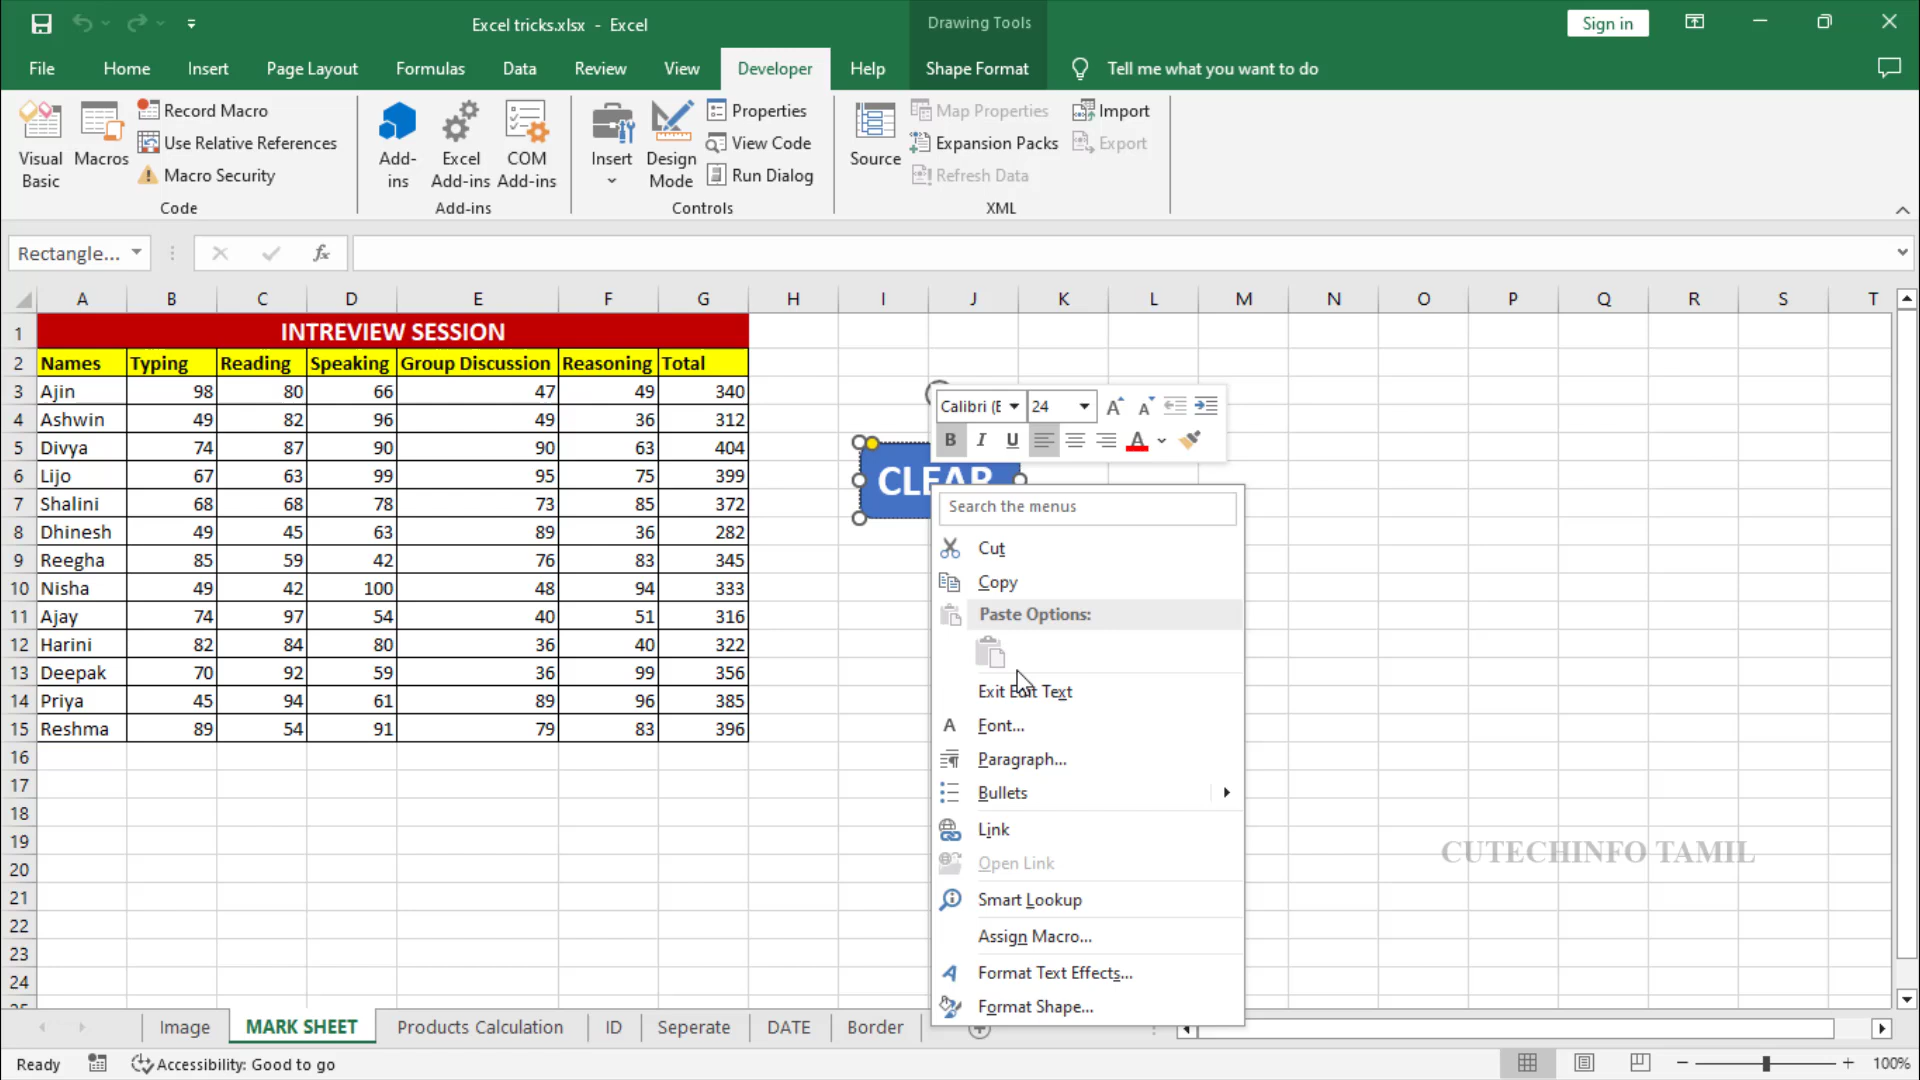 Excel tricks.xlsx - Excel
Drawing Tools
Sign in
File Home Insert Page Layout Formulas Data Review View Developer Help Shape Format Tell me what you want to do
Visual Basic
Macros
Record Macro
Use Relative References
Macro Security
Code
Add-ins
Excel Add-ins
COM Add-ins
Add-ins
Insert
Design Mode
Properties
View Code
Run Dialog
Controls
Source
Map Properties
Expansion Packs
Refresh Data
Import
Export
XML
Rectangle...
fx
A B C D E F G H I J K L M N O P Q R S T
1 INTREVIEW SESSION
2 Names Typing Reading Speaking Group Discussion Reasoning Total
3 Ajin 98 80 66 47 49 340
4 Ashwin 49 82 96 49 36 312
5 Divya 74 87 90 90 63 404
6 Lijo 67 63 99 95 75 399
7 Shalini 68 68 78 73 85 372
8 Dhinesh 49 45 63 89 36 282
9 Reegha 85 59 42 76 83 345
10 Nisha 49 42 100 48 94 333
11 Ajay 74 97 54 40 51 316
12 Harini 82 84 80 36 40 322
13 Deepak 70 92 59 36 99 356
14 Priya 45 94 61 89 96 385
15 Reshma 89 54 91 79 83 396
16
17
18
19
20
21
22
23
24
25
Calibri (E 24
B I U A
CLEAR
Search the menus
Cut
Copy
Paste Options:
Exit Edit Text
Font...
Paragraph...
Bullets
Link
Open Link
Smart Lookup
Assign Macro...
Format Text Effects...
Format Shape...
CUTECHINFO TAMIL
Image MARK SHEET Products Calculation ID Seperate DATE Border
Ready Accessibility: Good to go 100%